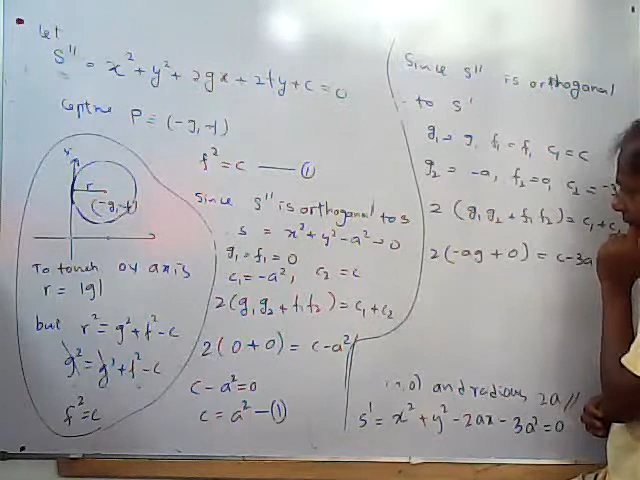 Let
S'' = x² + y² + 2gx + 2fy + c = 0
Centre P = (-g, -f)
f² = c — ①
y
r
(-g, -f)
To touch oy axis
r = |g|
but r² = g² + f² - c
g² = g² + f² - c
f² = c
Since S'' is orthogonal to s
s = x² + y² - a² = 0
g₁ = f₁ = 0
c₁ = -a², c₂ = c
2(g₁g₂ + f₁f₂) = c₁ + c₂
2(0 + 0) = c - a²
c - a² = 0
c = a² — ①
Since s'' is orthogonal
to s'
g₁ = g, f₁ = f, c₁ = c
g₂ = -a, f₂ = 0, c₂ = -3
2(g₁g₂ + f₁f₂) = c₁ + c₂
2(-ag + 0) = c - 3a
, 0) and radious 2a //
s' = x² + y² - 2ax - 3a² = 0